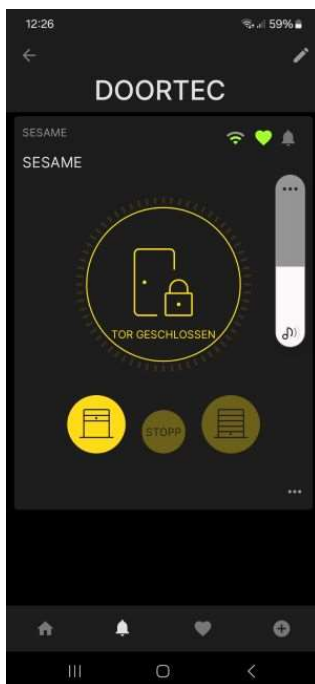 12:26 59%
DOORTEC
SESAME
SESAME
TOR GESCHLOSSEN
STOPP